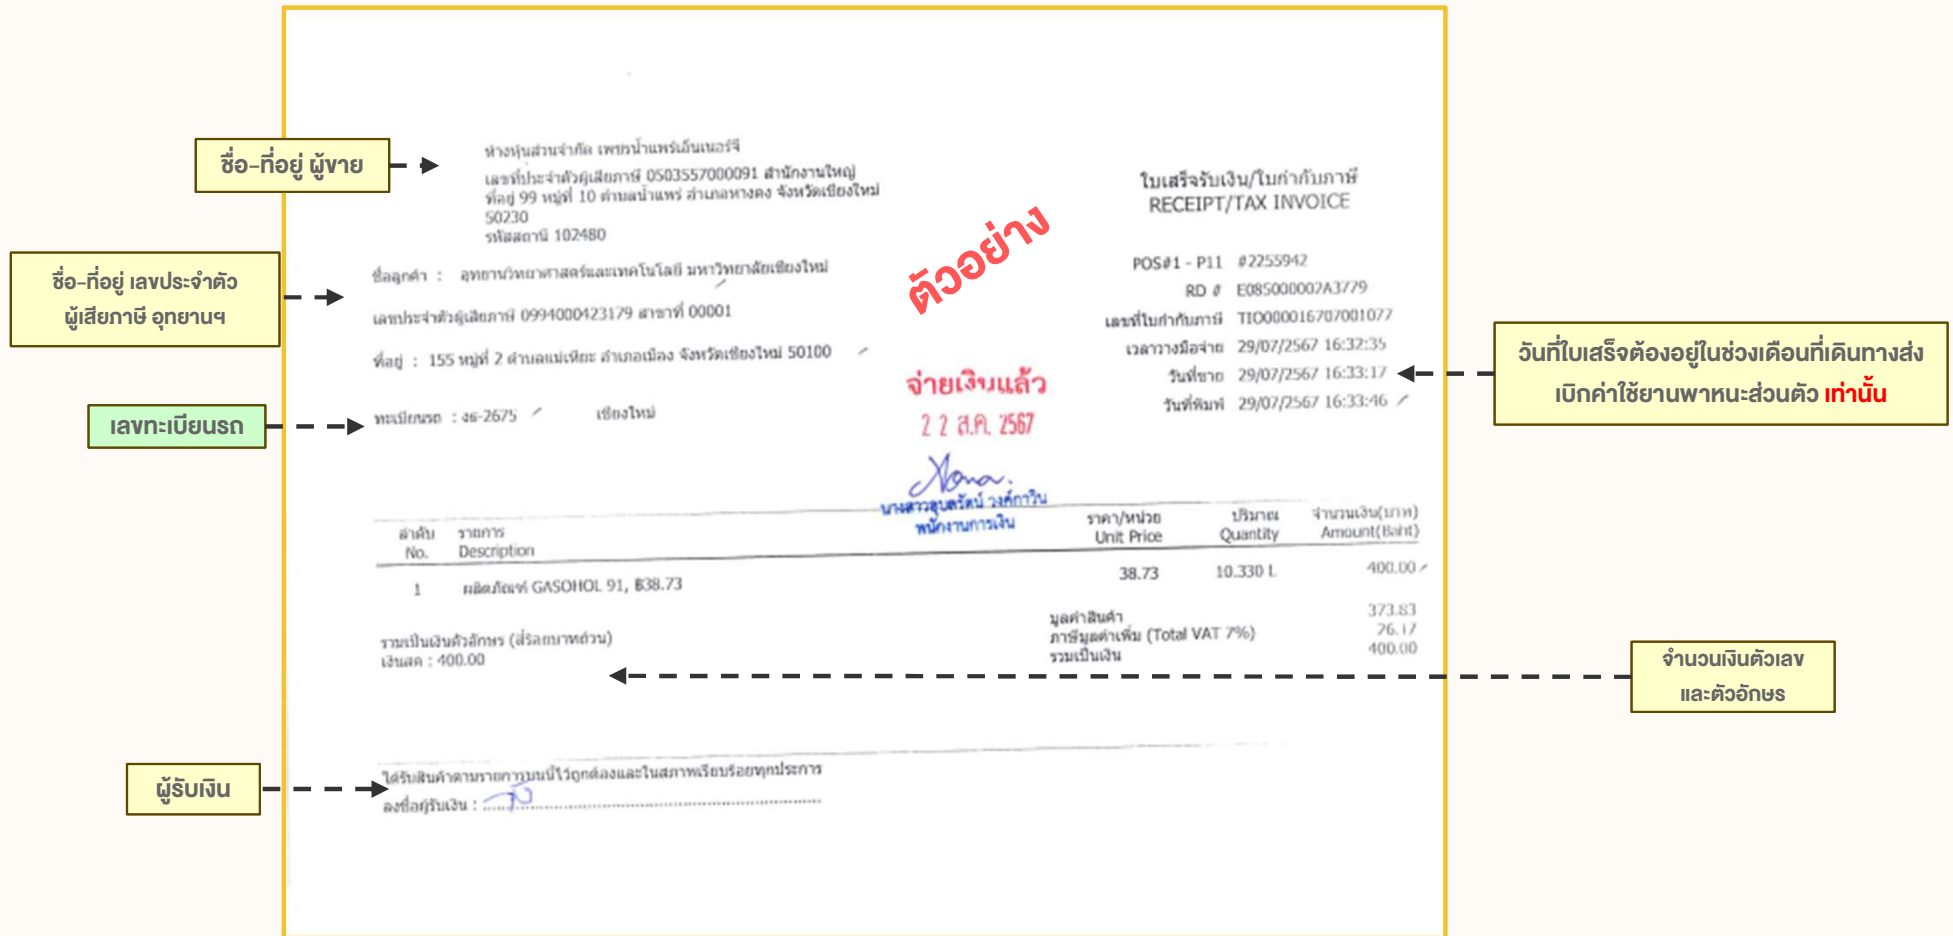 ชื่อ-ที่อยู่ ผู้ขาย
ห้างหุ้นส่วนจำกัด เพชรน้ำแพร่เอ็นเนอร์จี
เลขที่ประจำตัวผู้เสียภาษี 0503557000091 สำนักงานใหญ่
ที่อยู่ 99 หมู่ที่ 10 ตำบลน้ำแพร่ อำเภอหางดง จังหวัดเชียงใหม่
50230
รหัสสถานี 102480
ใบเสร็จรับเงิน/ใบกำกับภาษี
RECEIPT/TAX INVOICE
ตัวอย่าง
ชื่อ-ที่อยู่ เลขประจำตัว
ผู้เสียภาษี อุทยานฯ
ชื่อลูกค้า : อุทยานวิทยาศาสตร์และเทคโนโลยี มหาวิทยาลัยเชียงใหม่
เลขประจำตัวผู้เสียภาษี 0994000423179 สาขาที่ 00001
ที่อยู่ : 155 หมู่ที่ 2 ตำบลแม่เหียะ อำเภอเมือง จังหวัดเชียงใหม่ 50100
POS#1 - P11 #2255942
RD # E085000002A3779
เลขที่ใบกำกับภาษี TIO000016707001077
เวลาวางมือจ่าย 29/07/2567 16:32:35
วันที่ขาย 29/07/2567 16:33:17
วันที่พิมพ์ 29/07/2567 16:33:46
วันที่ใบเสร็จต้องอยู่ในช่วงเดือนที่เดินทางส่ง
เบิกค่าใช้ยานพาหนะส่วนตัว เท่านั้น
เลขทะเบียนรถ
ทะเบียนรถ : งธ-2675 เชียงใหม่
จ่ายเงินแล้ว
2 2 ส.ค. 2567
นางสาวอุบลรัตน์ วงค์กาวิน
พนักงานการเงิน
ลำดับ รายการ ราคา/หน่วย ปริมาณ จำนวนเงิน(บาท)
No. Description Unit Price Quantity Amount(Baht)
1 ผลิตภัณฑ์ GASOHOL 91, ฿38.73 38.73 10.330 L 400.00
มูลค่าสินค้า 373.83
ภาษีมูลค่าเพิ่ม (Total VAT 7%) 26.17
รวมเป็นเงิน 400.00
รวมเป็นเงินตัวอักษร (สี่ร้อยบาทถ้วน)
เงินสด : 400.00
จำนวนเงินตัวเลข
และตัวอักษร
ผู้รับเงิน
ได้รับสินค้าตามรายการบนนี้ไว้ถูกต้องและในสภาพเรียบร้อยทุกประการ
ลงชื่อผู้รับเงิน :